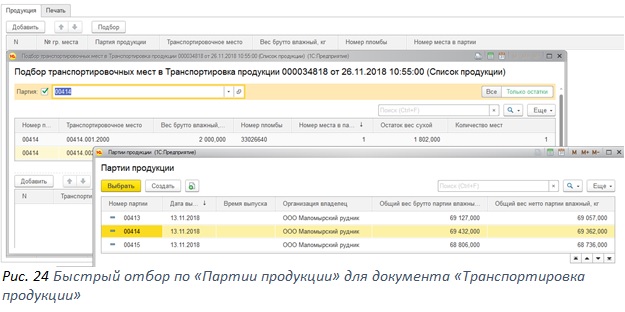 Продукция Печать
Добавить Подбор
N № гр. места Партия продукции Транспортировочное место Вес брутто влажный, кг Номер пломбы Номер места в партии
Подбор транспортировочных мест в Транспортировка продукции 000034818 от 26.11.2018 10:55:00 (Список продукции) (1С:Предприятие)
Подбор транспортировочных мест в Транспортировка продукции 000034818 от 26.11.2018 10:55:00 (Список продукции)
Партия: 00414 Все Только остатки
Поиск (Ctrl+F) Еще
Номер п... Транспортировочное место Вес брутто влажный,... Номер пломбы Номер места в па... Остаток вес сухой Количество мест
00414 00414.001.2000 2 000,000 33026640 1 1 802,000 1
00414 00414.002
Добавить
N Транспорти
Партии продукции (1С:Предприятие) M M+ M-
Партии продукции
Выбрать Создать Поиск (Ctrl+F) Еще
Номер партии Дата вы... Время выпуска Организация владелец Общий вес брутто партии влажны... Общий вес нетто партии влажный, кг
00413 13.11.2018 ООО Маломырский рудник 69 127,000 69 057,000
00414 13.11.2018 ООО Маломырский рудник 69 432,000 69 362,000
00415 13.11.2018 ООО Маломырский рудник 68 806,000 68 736,000
Рис. 24 Быстрый отбор по «Партии продукции» для документа «Транспортировка
продукции»